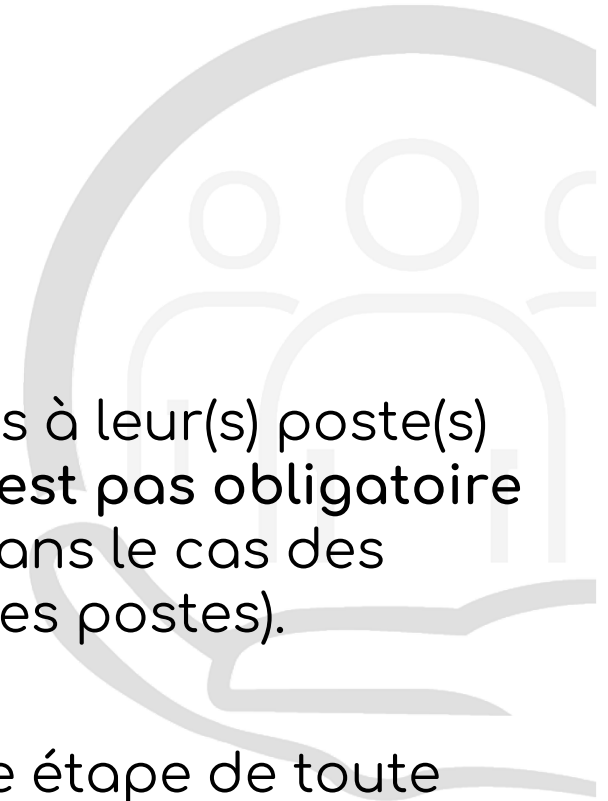 s à leur(s) poste(s)
est pas obligatoire
ans le cas des
es postes).
e étape de toute